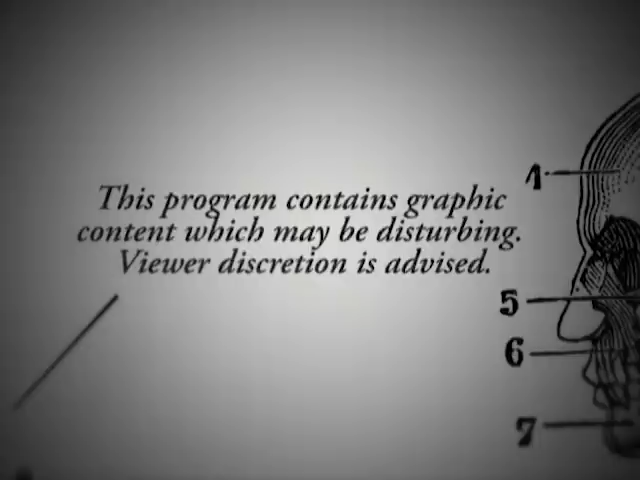 This program contains graphic
content which may be disturbing.
Viewer discretion is advised.
1
5
6
7